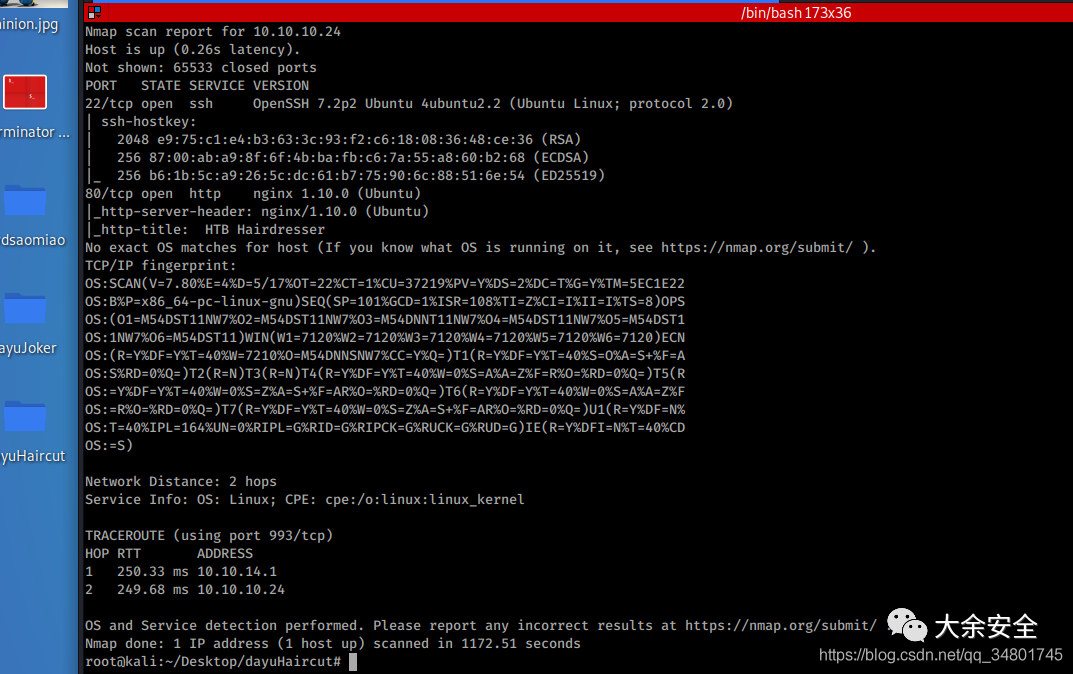 /bin/bash 173x36
inion.jpg
rminator ...
dsaomiao
ayuJoker
yuHaircut
Nmap scan report for 10.10.10.24
Host is up (0.26s latency).
Not shown: 65533 closed ports
PORT   STATE SERVICE VERSION
22/tcp open  ssh     OpenSSH 7.2p2 Ubuntu 4ubuntu2.2 (Ubuntu Linux; protocol 2.0)
| ssh-hostkey:
|   2048 e9:75:c1:e4:b3:63:3c:93:f2:c6:18:08:36:48:ce:36 (RSA)
|   256 87:00:ab:a9:8f:6f:4b:ba:fb:c6:7a:55:a8:60:b2:68 (ECDSA)
|_  256 b6:1b:5c:a9:26:5c:dc:61:b7:75:90:6c:88:51:6e:54 (ED25519)
80/tcp open  http    nginx 1.10.0 (Ubuntu)
|_http-server-header: nginx/1.10.0 (Ubuntu)
|_http-title:  HTB Hairdresser
No exact OS matches for host (If you know what OS is running on it, see https://nmap.org/submit/ ).
TCP/IP fingerprint:
OS:SCAN(V=7.80%E=4%D=5/17%OT=22%CT=1%CU=37219%PV=Y%DS=2%DC=T%G=Y%TM=5EC1E22
OS:B%P=x86_64-pc-linux-gnu)SEQ(SP=101%GCD=1%ISR=108%TI=Z%CI=I%II=I%TS=8)OPS
OS:(O1=M54DST11NW7%O2=M54DST11NW7%O3=M54DNNT11NW7%O4=M54DST11NW7%O5=M54DST1
OS:1NW7%O6=M54DST11)WIN(W1=7120%W2=7120%W3=7120%W4=7120%W5=7120%W6=7120)ECN
OS:(R=Y%DF=Y%T=40%W=7210%O=M54DNNSNW7%CC=Y%Q=)T1(R=Y%DF=Y%T=40%S=O%A=S+%F=A
OS:S%RD=0%Q=)T2(R=N)T3(R=N)T4(R=Y%DF=Y%T=40%W=0%S=A%A=Z%F=R%O=%RD=0%Q=)T5(R
OS:=Y%DF=Y%T=40%W=0%S=Z%A=S+%F=AR%O=%RD=0%Q=)T6(R=Y%DF=Y%T=40%W=0%S=A%A=Z%F
OS:=R%O=%RD=0%Q=)T7(R=Y%DF=Y%T=40%W=0%S=Z%A=S+%F=AR%O=%RD=0%Q=)U1(R=Y%DF=N%
OS:T=40%IPL=164%UN=0%RIPL=G%RID=G%RIPCK=G%RUCK=G%RUD=G)IE(R=Y%DFI=N%T=40%CD
OS:=S)
Network Distance: 2 hops
Service Info: OS: Linux; CPE: cpe:/o:linux:linux_kernel
TRACEROUTE (using port 993/tcp)
HOP RTT       ADDRESS
1   250.33 ms 10.10.14.1
2   249.68 ms 10.10.10.24
OS and Service detection performed. Please report any incorrect results at https://nmap.org/submit/
Nmap done: 1 IP address (1 host up) scanned in 1172.51 seconds
root@kali:~/Desktop/dayuHaircut#
大余安全
https://blog.csdn.net/qq_34801745